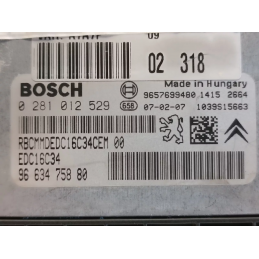 09
02 318
BOSCH
Made in Hungary
9657699480 1415 2664
0 281 012 529
658 07-02-07 1039S15663
RBCMMDEDC16C34CEM 00
EDC16C34
96 634 758 80